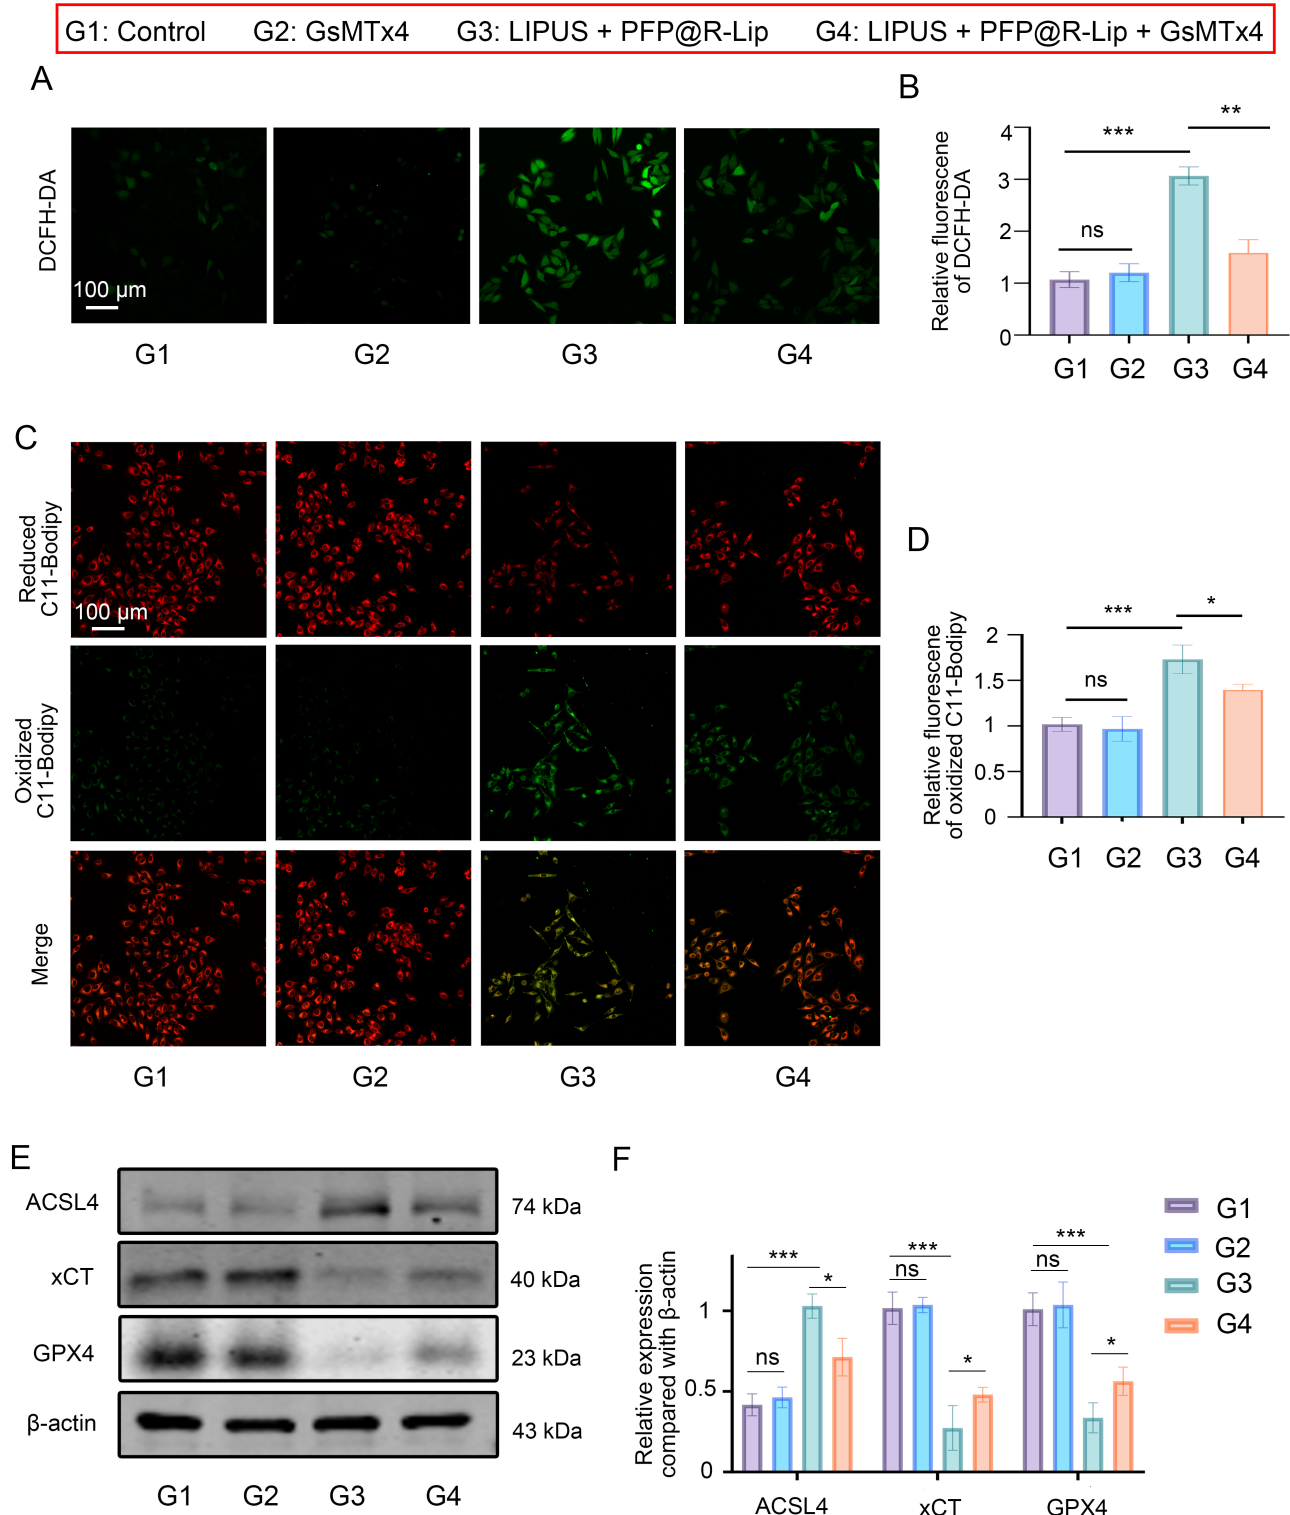 G1: Control G2: GsMTx4 G3: LIPUS + PFP@R-Lip G4: LIPUS + PFP@R-Lip + GsMTx4
A
DCFH-DA
100 μm
G1 G2 G3 G4
B
Relative fluorescene
of DCFH-DA
4
3
2
1
0
***
**
ns
G1 G2 G3 G4
C
Reduced
C11-Bodipy
100 μm
Oxidized
C11-Bodipy
Merge
G1 G2 G3 G4
D
Relative fluorescene
of oxidized C11-Bodipy
2
1.5
1
0.5
0
***
*
ns
G1 G2 G3 G4
E
ACSL4 74 kDa
xCT 40 kDa
GPX4 23 kDa
β-actin 43 kDa
G1 G2 G3 G4
F
Relative expression
compared with β-actin
1
0.5
0
***
*
ns
***
ns
*
***
ns
*
ACSL4 xCT GPX4
G1
G2
G3
G4